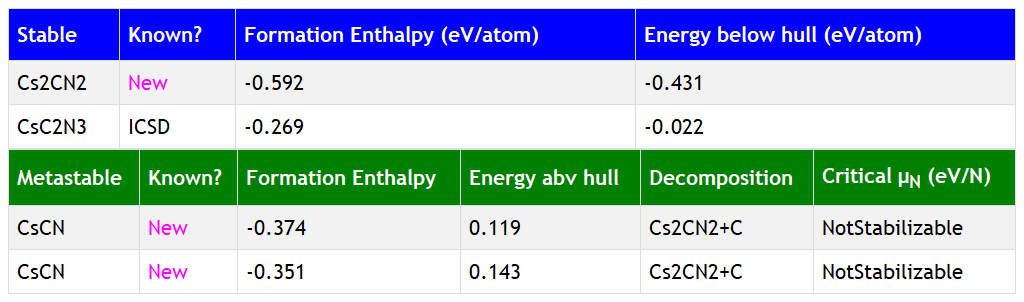 Stable Known? Formation Enthalpy (eV/atom) Energy below hull (eV/atom)
Cs2CN2 New -0.592 -0.431
CsC2N3 ICSD -0.269 -0.022
Metastable Known? Formation Enthalpy Energy abv hull Decomposition Critical μN (eV/N)
CsCN New -0.374 0.119 Cs2CN2+C NotStabilizable
CsCN New -0.351 0.143 Cs2CN2+C NotStabilizable